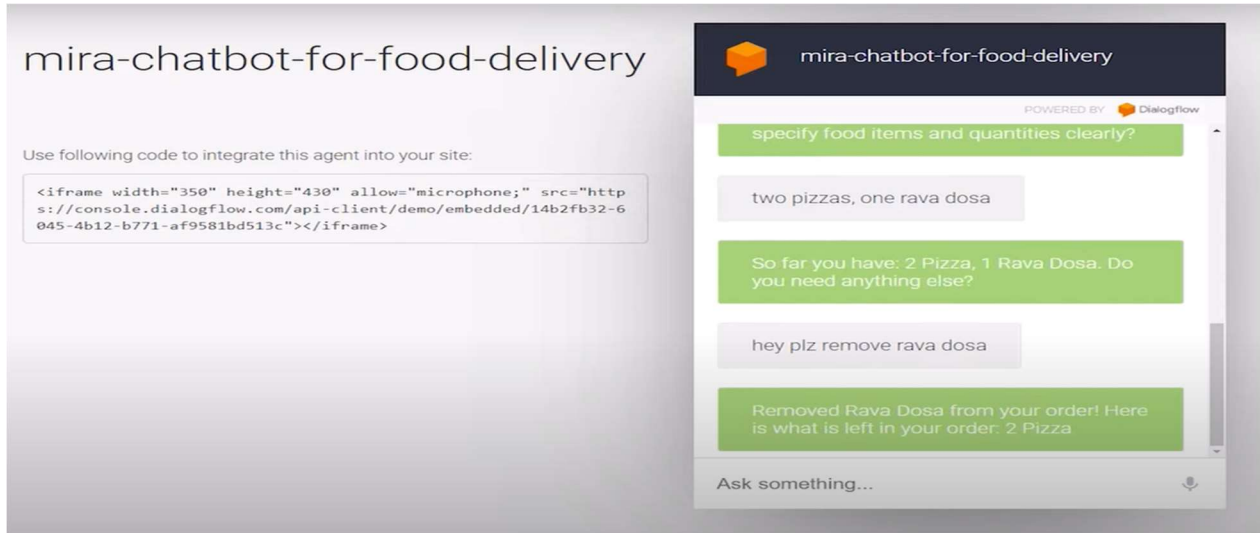 mira-chatbot-for-food-delivery
Use following code to integrate this agent into your site:
<iframe width="350" height="430" allow="microphone;" src="http
s://console.dialogflow.com/api-client/demo/embedded/14b2fb32-6
045-4b12-b771-af9581bd513c"></iframe>
mira-chatbot-for-food-delivery
POWERED BY Dialogflow
specify food items and quantities clearly?
two pizzas, one rava dosa
So far you have: 2 Pizza, 1 Rava Dosa. Do
you need anything else?
hey plz remove rava dosa
Removed Rava Dosa from your order! Here
is what is left in your order: 2 Pizza
Ask something...